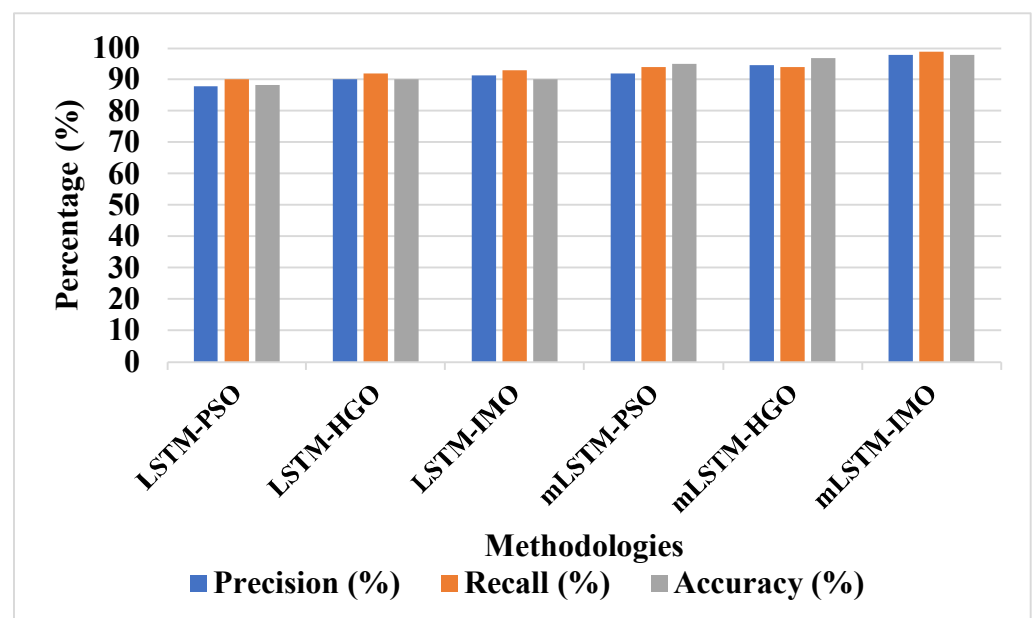 Percentage (%)
100
90
80
70
60
50
40
30
20
10
0
LSTM-PSO
LSTM-HGO
LSTM-IMO
mLSTM-PSO
mLSTM-HGO
mLSTM-IMO
Methodologies
Precision (%) Recall (%) Accuracy (%)